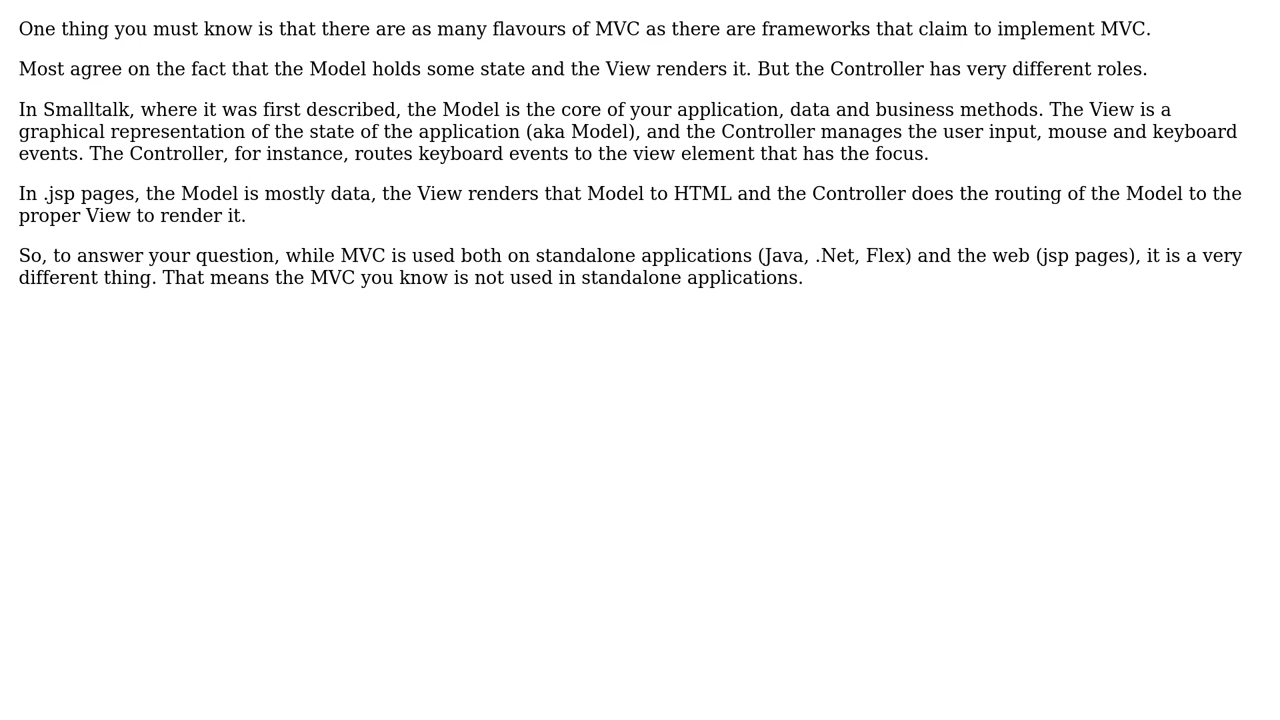 One thing you must know is that there are as many flavours of MVC as there are frameworks that claim to implement MVC.
Most agree on the fact that the Model holds some state and the View renders it. But the Controller has very different roles.
In Smalltalk, where it was first described, the Model is the core of your application, data and business methods. The View is a
graphical representation of the state of the application (aka Model), and the Controller manages the user input, mouse and keyboard
events. The Controller, for instance, routes keyboard events to the view element that has the focus.
In .jsp pages, the Model is mostly data, the View renders that Model to HTML and the Controller does the routing of the Model to the
proper View to render it.
So, to answer your question, while MVC is used both on standalone applications (Java, .Net, Flex) and the web (jsp pages), it is a very
different thing. That means the MVC you know is not used in standalone applications.